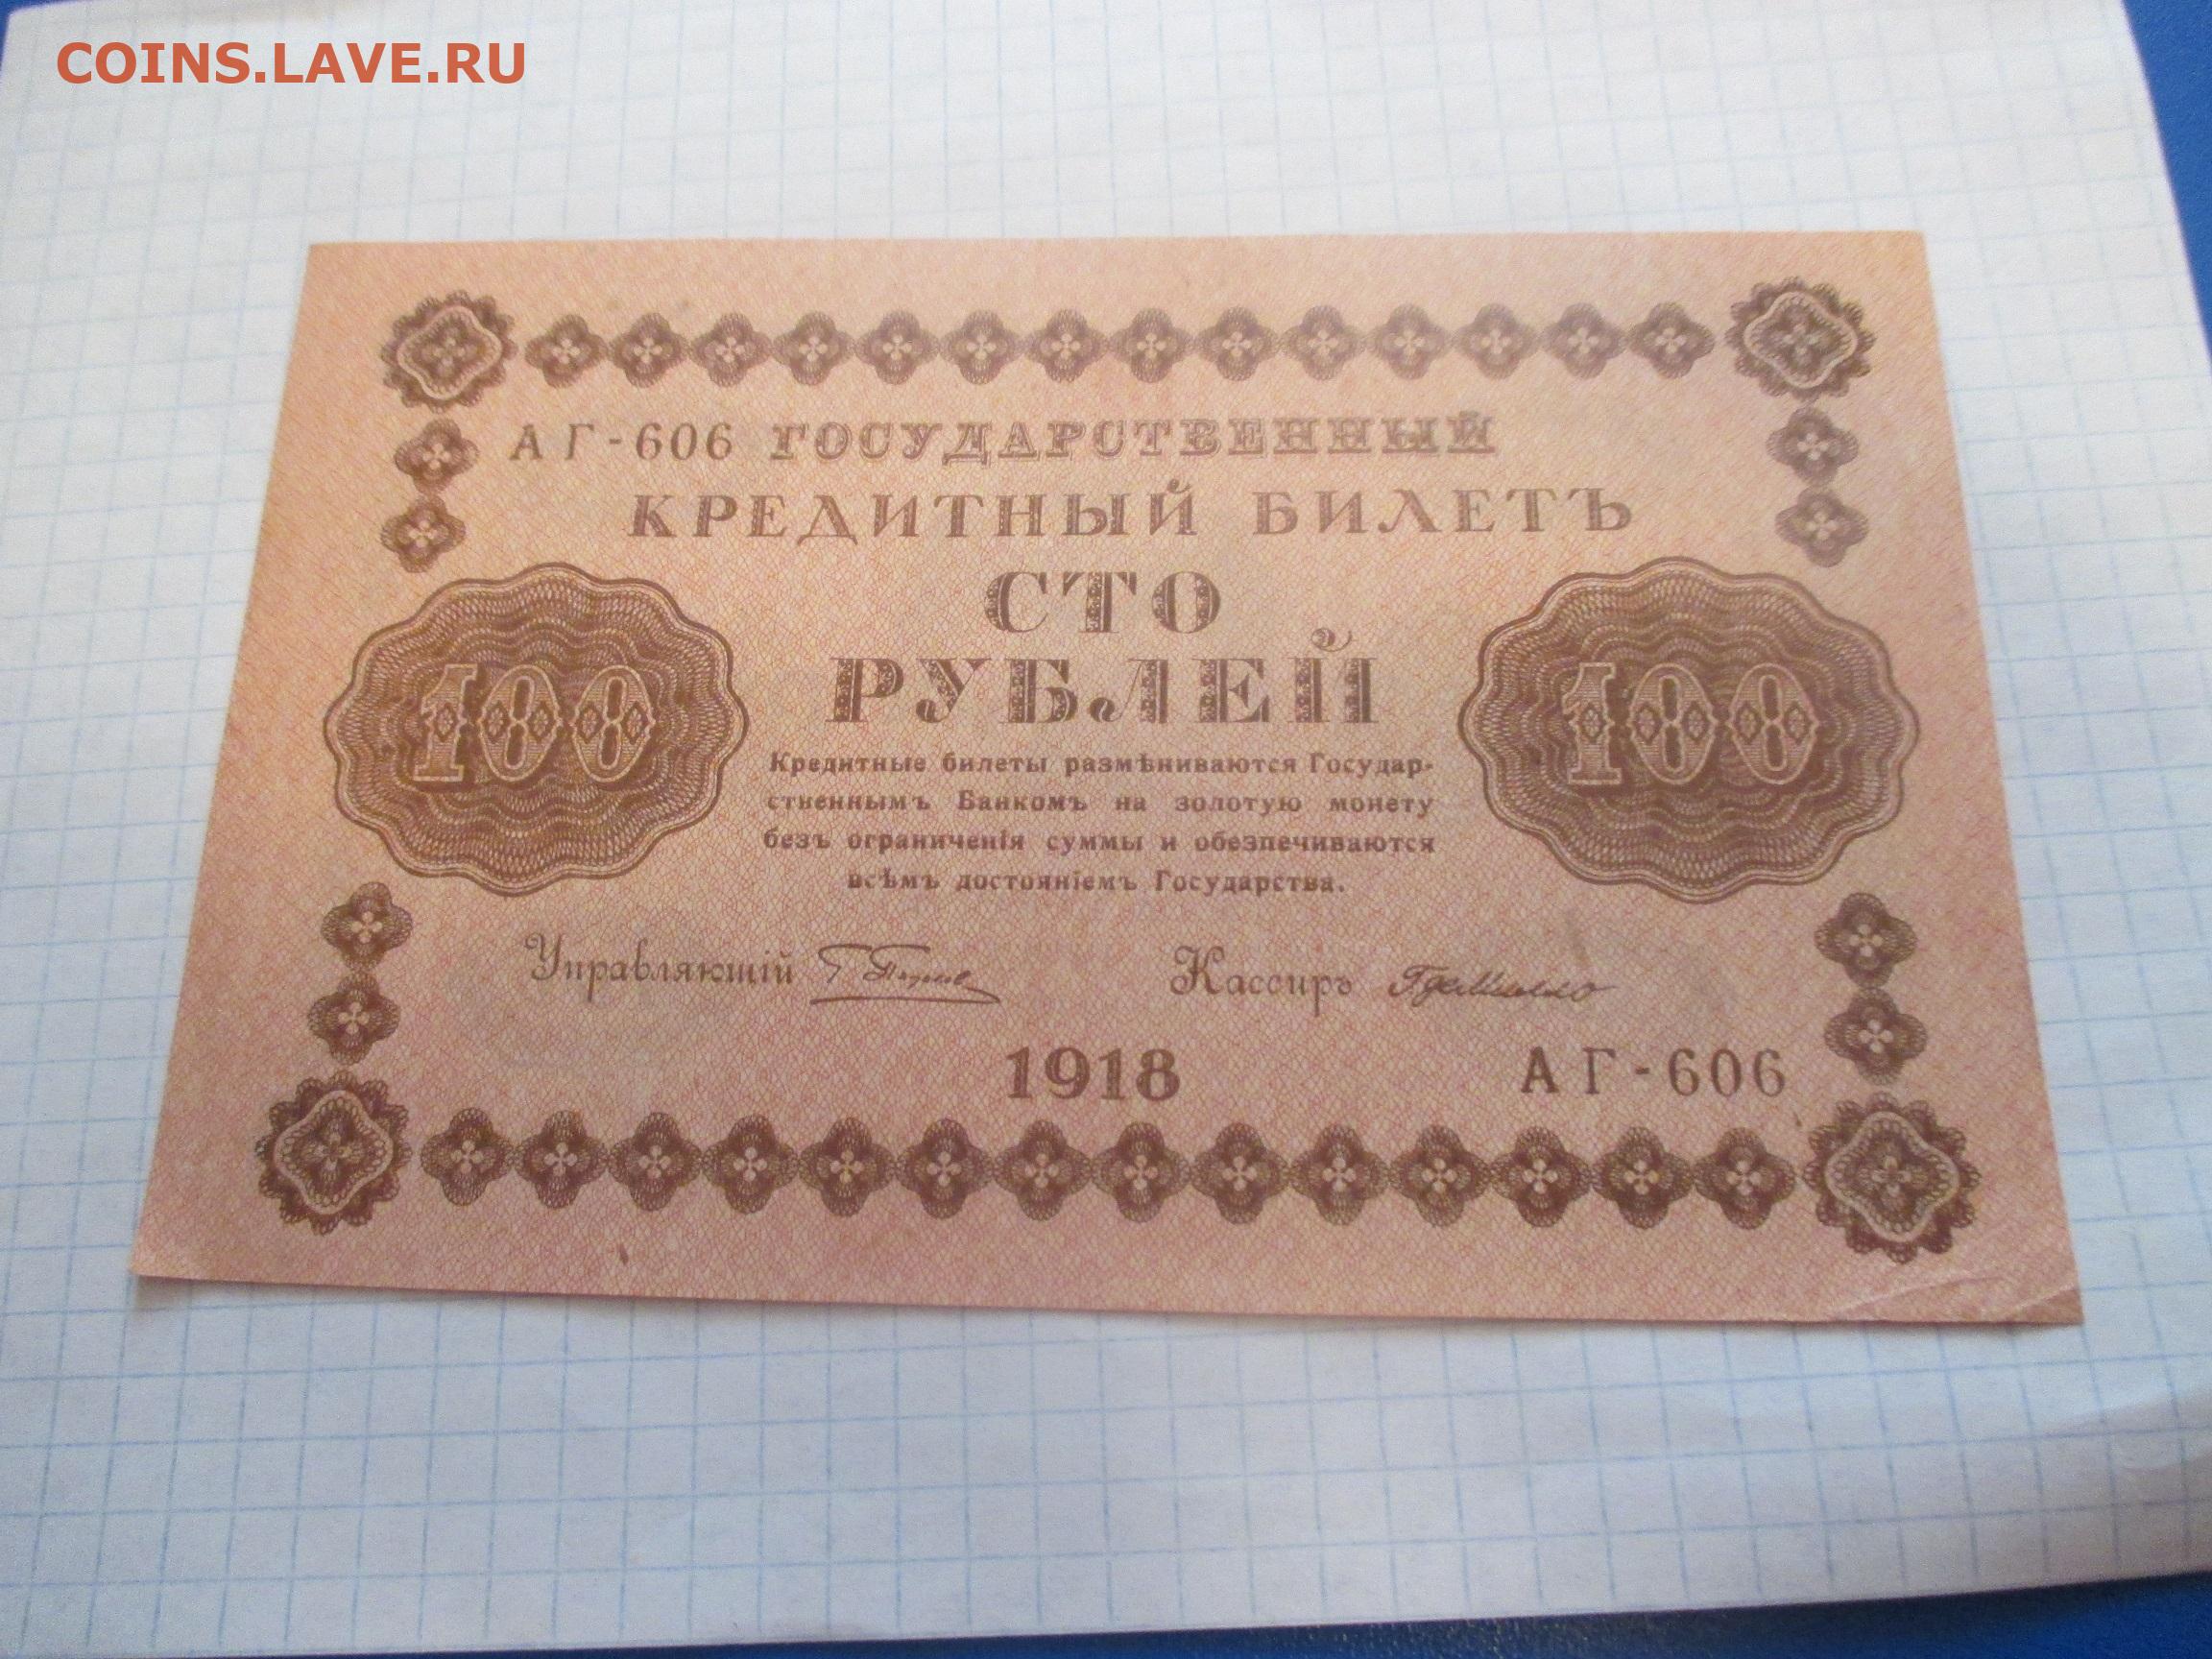 COINS.LAVE.RU
АГ-606 ГОСУДАРСТВЕННЫЙ
КРЕДИТНЫЙ БИЛЕТЪ
СТО
РУБЛЕЙ
100
100
Кредитные билеты размѣниваются Государ-
ственнымъ Банкомъ на золотую монету
безъ ограниченія суммы и обезпечиваются
всѣмъ достояніемъ Государства.
Управляющій
Кассиръ
1918
АГ-606